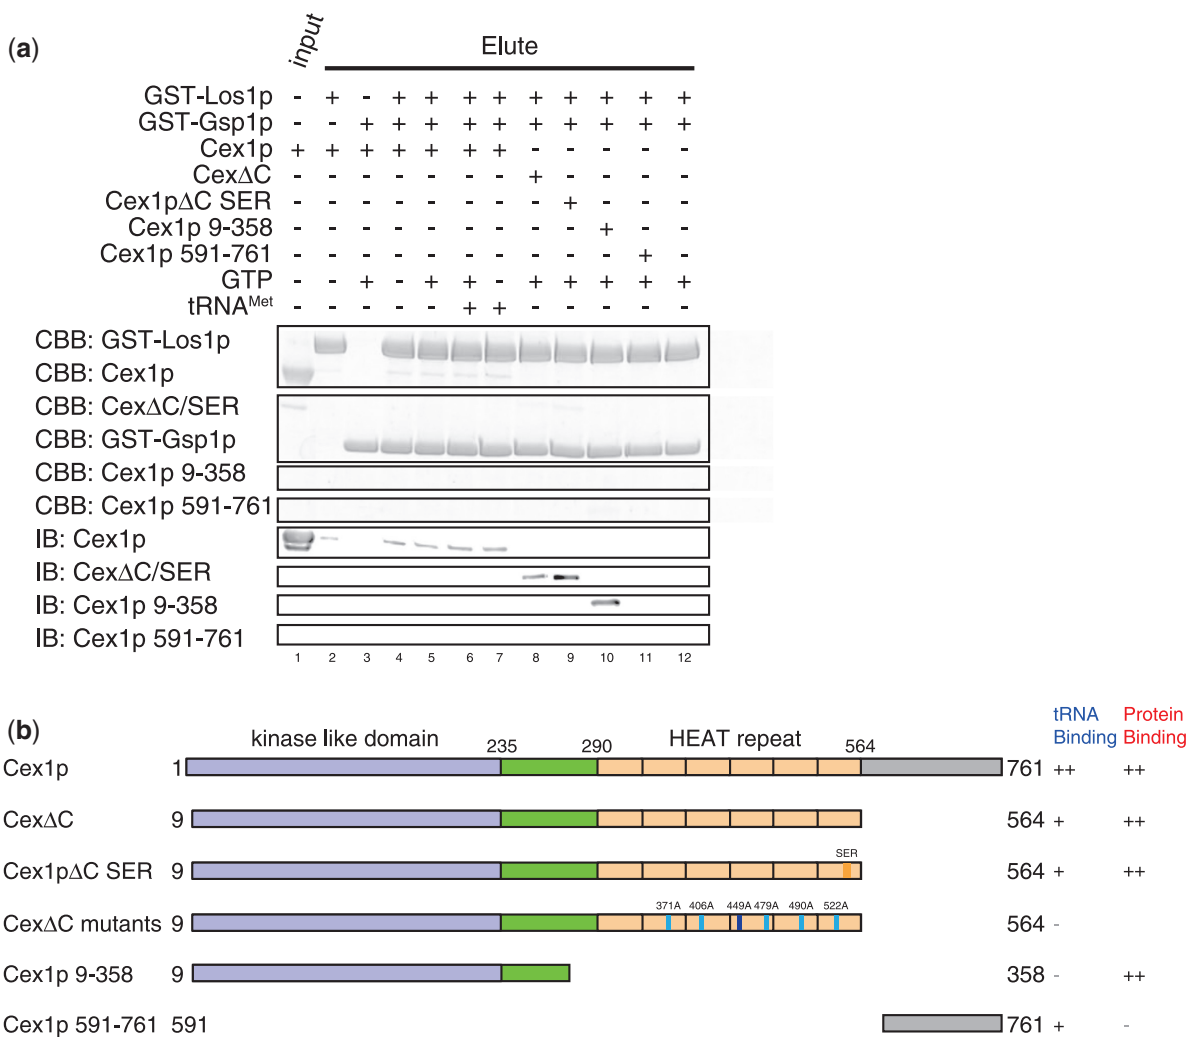 (a)
input
Elute
GST-Los1p - + - + + + + + + + + +
GST-Gsp1p - - + + + + + + + + + +
Cex1p + + + + + + + - - - - -
CexΔC - - - - - - - + - - - -
Cex1pΔC SER - - - - - - - - + - - -
Cex1p 9-358 - - - - - - - - - + - -
Cex1p 591-761 - - - - - - - - - - + -
GTP - - + - + + - + + + + +
tRNAMet - - - - - + + - - - - -
CBB: GST-Los1p
CBB: Cex1p
CBB: CexΔC/SER
CBB: GST-Gsp1p
CBB: Cex1p 9-358
CBB: Cex1p 591-761
IB: Cex1p
IB: CexΔC/SER
IB: Cex1p 9-358
IB: Cex1p 591-761
1 2 3 4 5 6 7 8 9 10 11 12
(b)
tRNA Binding
Protein Binding
kinase like domain 235 290 HEAT repeat 564
Cex1p 1 761 ++ ++
CexΔC 9 564 + ++
SER
Cex1pΔC SER 9 564 + ++
371A 406A 449A 479A 490A 522A
CexΔC mutants 9 564 -
Cex1p 9-358 9 358 - ++
Cex1p 591-761 591 761 + -